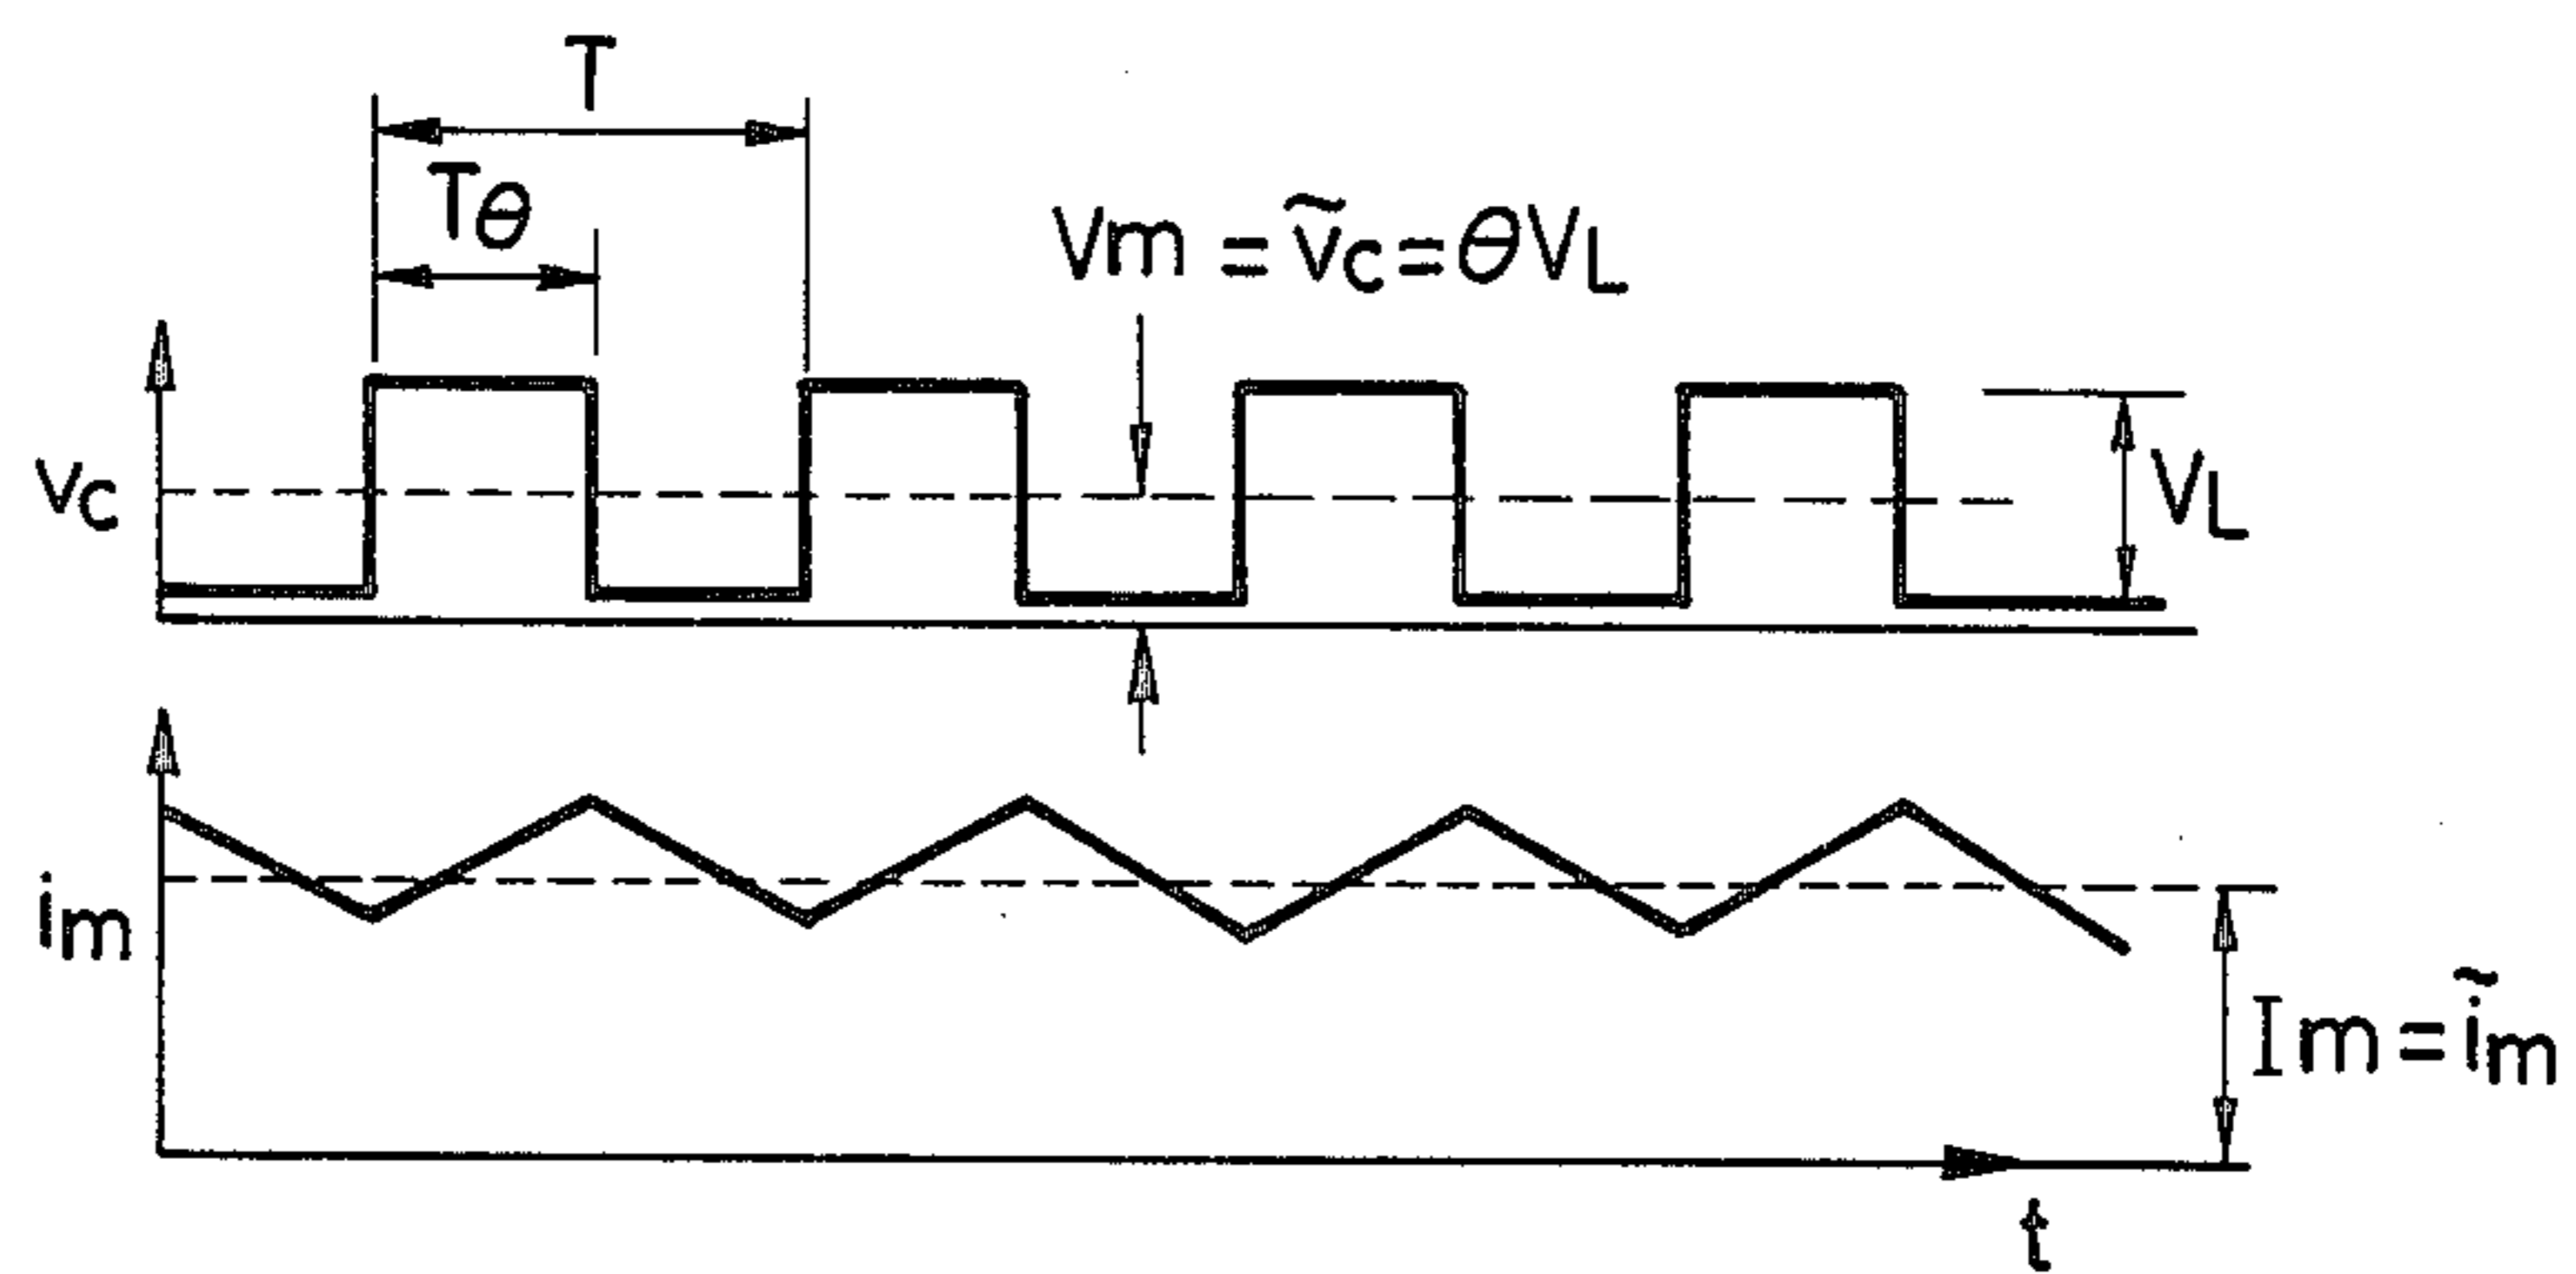 T
Tθ
Vm = ṽc = θVL
vc
VL
im
Im = ĩm
t